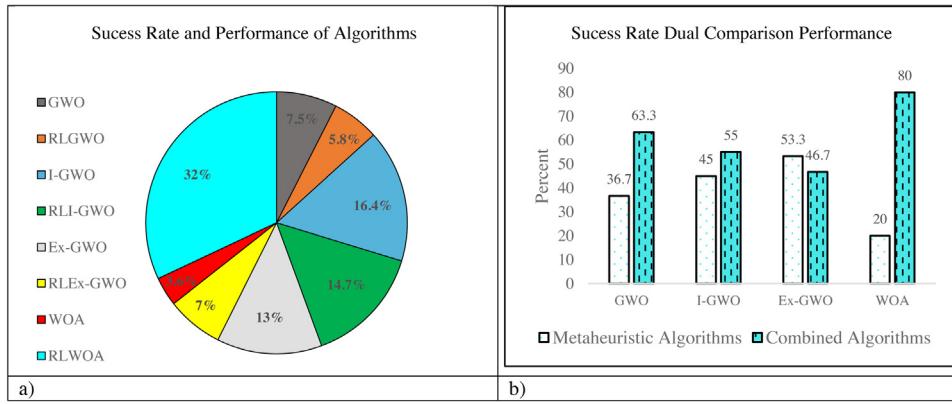 Sucess Rate and Performance of Algorithms
GWO
RLGWO
I-GWO
RLI-GWO
Ex-GWO
RLEx-GWO
WOA
RLWOA
7.5%
5.8%
16.4%
14.7%
13%
7%
32%
a)
Sucess Rate Dual Comparison Performance
Percent
90
80
70
60
50
40
30
20
10
0
36.7
63.3
45
55
53.3
46.7
20
80
GWO
I-GWO
Ex-GWO
WOA
Metaheuristic Algorithms
Combined Algorithms
b)